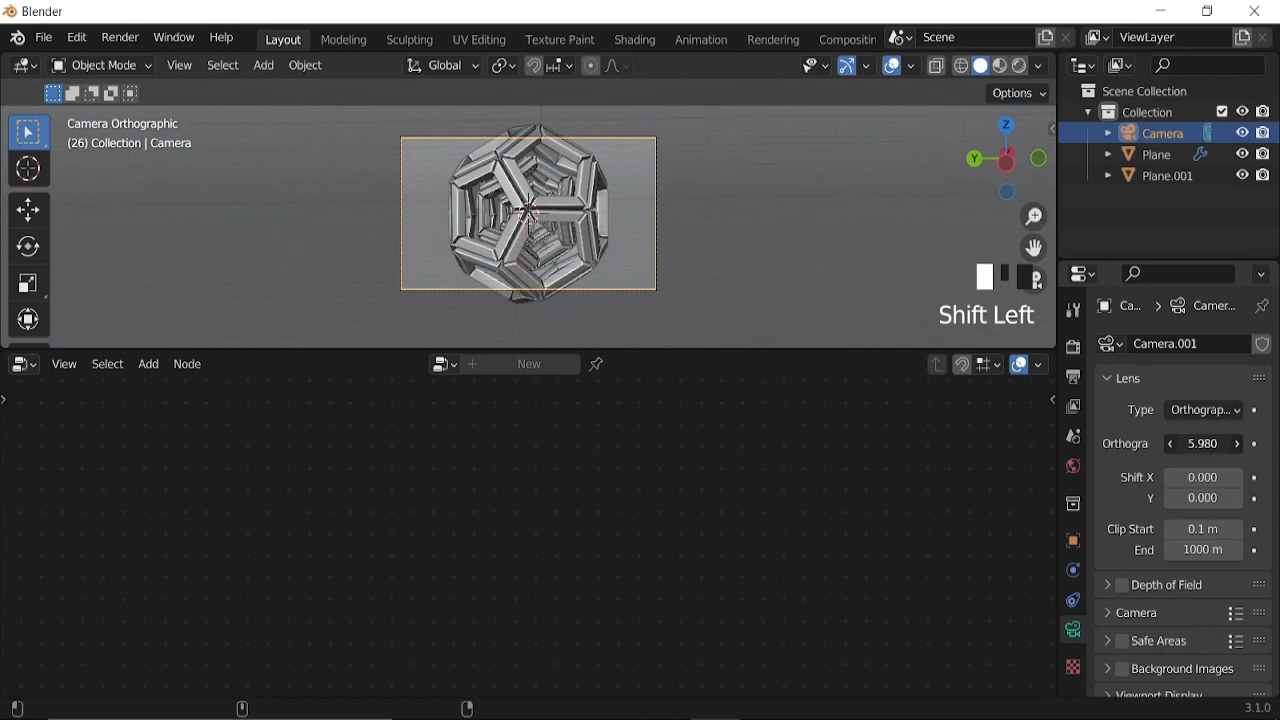 Blender
File Edit Render Window Help Layout Modeling Sculpting UV Editing Texture Paint Shading Animation Rendering Compositin Scene ViewLayer
Object Mode View Select Add Object Global
Options
Camera Orthographic
(26) Collection | Camera
Z
Y
Shift Left
Scene Collection
Collection
Camera
Plane
Plane.001
Ca... Camer...
Camera.001
Lens
Type Orthograp...
Orthogra 5.980
Shift X 0.000
Y 0.000
Clip Start 0.1 m
End 1000 m
Depth of Field
Camera
Safe Areas
Background Images
Viewport Display
View Select Add Node New
3.1.0